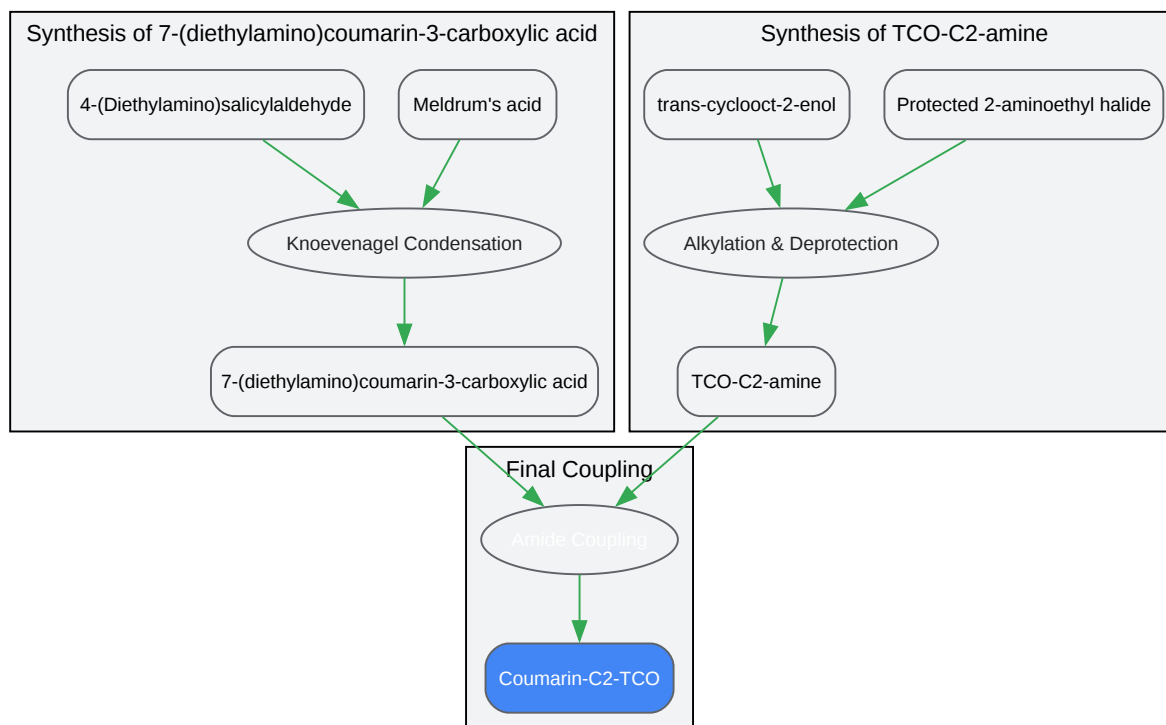 Synthesis of 7-(diethylamino)coumarin-3-carboxylic acid
4-(Diethylamino)salicylaldehyde
Meldrum's acid
Knoevenagel Condensation
7-(diethylamino)coumarin-3-carboxylic acid
Synthesis of TCO-C2-amine
trans-cyclooct-2-enol
Protected 2-aminoethyl halide
Alkylation & Deprotection
TCO-C2-amine
Final Coupling
Amide Coupling
Coumarin-C2-TCO